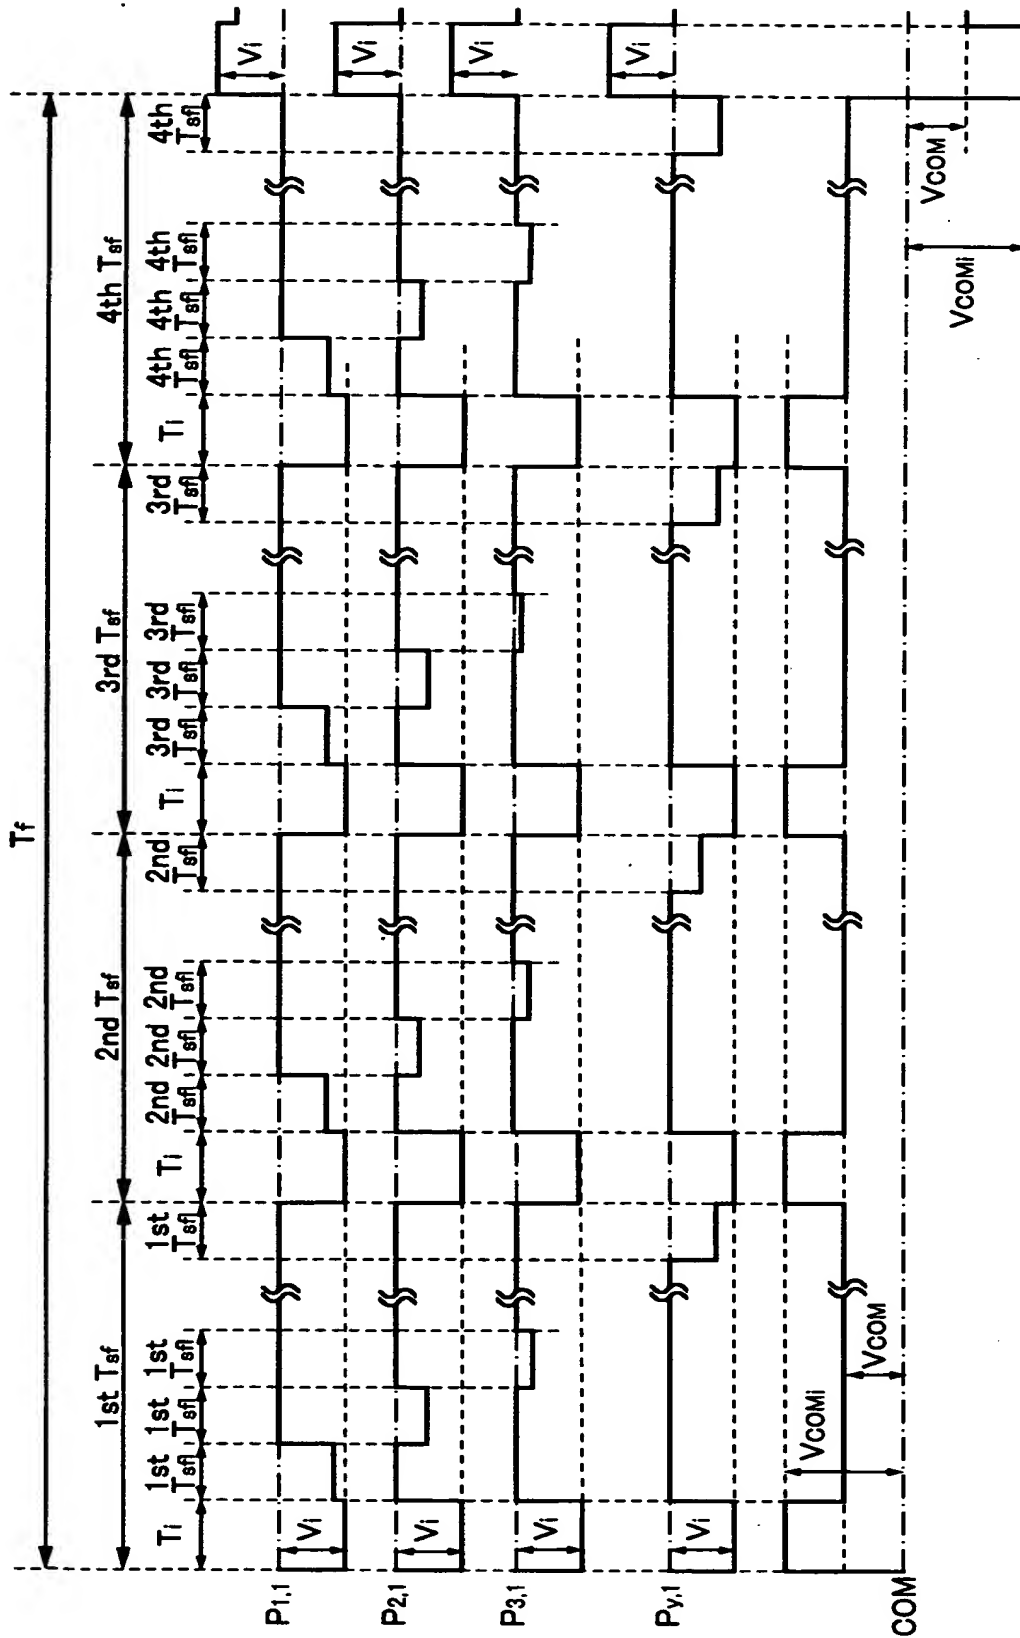 Tf
1st Tsf 2nd Tsf 3rd Tsf 4th Tsf
Ti 1st Tsfl 1st Tsfl 1st Tsfl 1st Tsfl Ti 2nd Tsfl 2nd Tsfl 2nd Tsfl 2nd Tsfl Ti 3rd Tsfl 3rd Tsfl 3rd Tsfl 3rd Tsfl Ti 4th Tsfl 4th Tsfl 4th Tsfl 4th Tsfl
P1,1 Vi Vi
P2,1 Vi Vi
P3,1 Vi Vi
Py,1 Vi Vi
VCOMi VCOM
COM
VCOMi VCOM